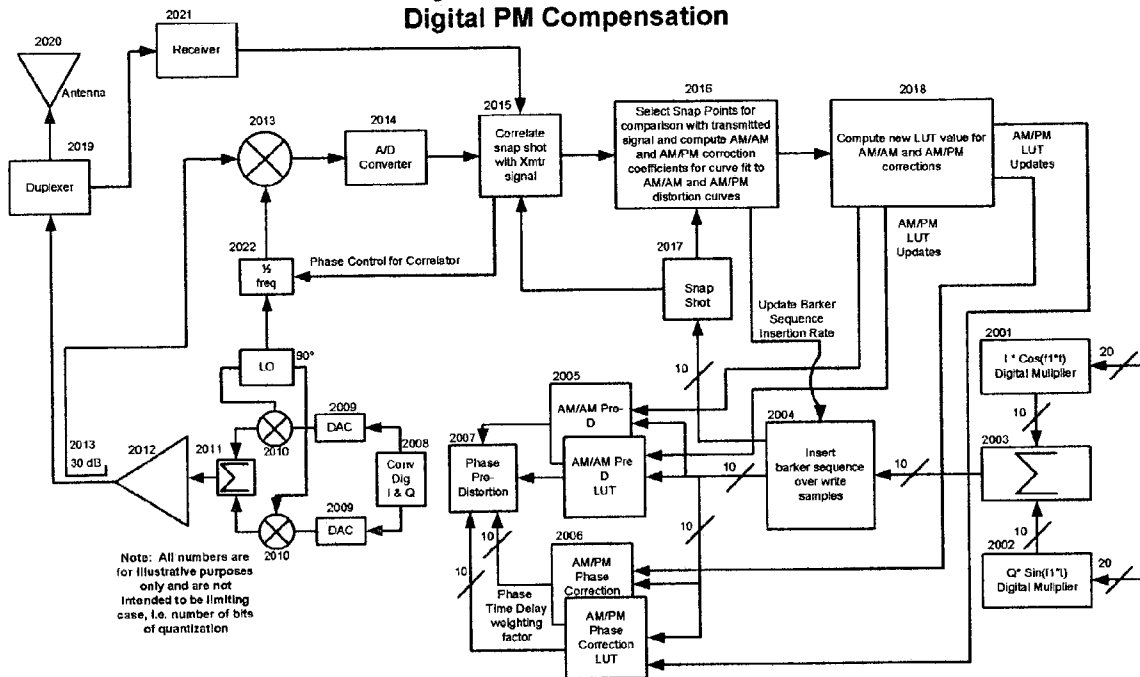 Digital PM Compensation
2021
Receiver
2020
Antenna
2019
Duplexer
2013
2014
A/D
Converter
2015
Correlate
snap shot
with Xmtr
signal
2016
Select Snap Points for
comparison with transmitted
signal and compute AM/AM
and AM/PM correction
coefficients for curve fit to
AM/AM and AM/PM
distortion curves
2018
Compute new LUT value for
AM/AM and AM/PM
corrections
AM/PM
LUT
Updates
AM/PM
LUT
Updates
2022
½
freq
Phase Control for Correlator
2017
Snap
Shot
Update Barker
Sequence
Insertion Rate
LO
90°
2001
I * Cos(f1*t)
Digital Muliplier
20
10
2003
Σ
10
2002
Q* Sin(f1*t)
Digital Muliplier
20
10
2004
Insert
barker sequence
over write
samples
10
10
10
2005
AM/AM Pre-
D
AM/AM Pre
D
LUT
2007
Phase
Pre-
Distortion
2006
AM/PM
Phase
Correction
AM/PM
Phase
Correction
LUT
10
10
Phase
Time Delay
weighting
factor
2008
Conv
Dig
I & Q
2009
DAC
2009
DAC
2010
2010
2011
Σ
2012
2013
30 dB
Note: All numbers are
for illustrative purposes
only and are not
intended to be limiting
case, i.e. number of bits
of quantization